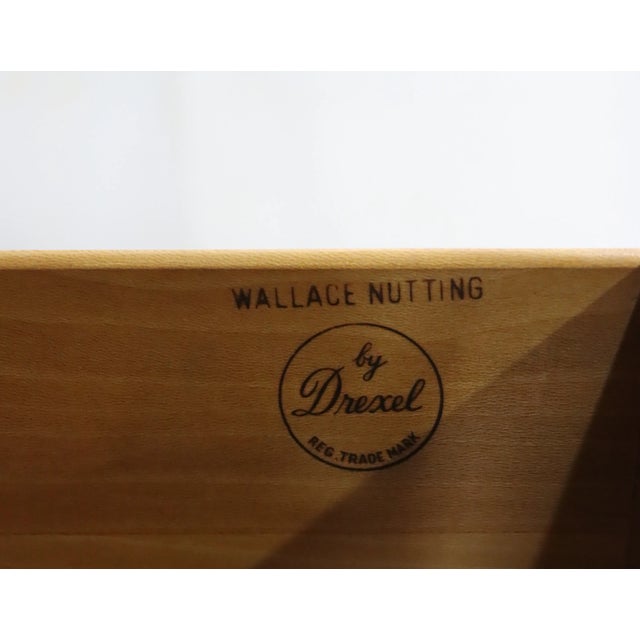 WALLACE NUTTING
by
Drexel
REG. TRADE MARK